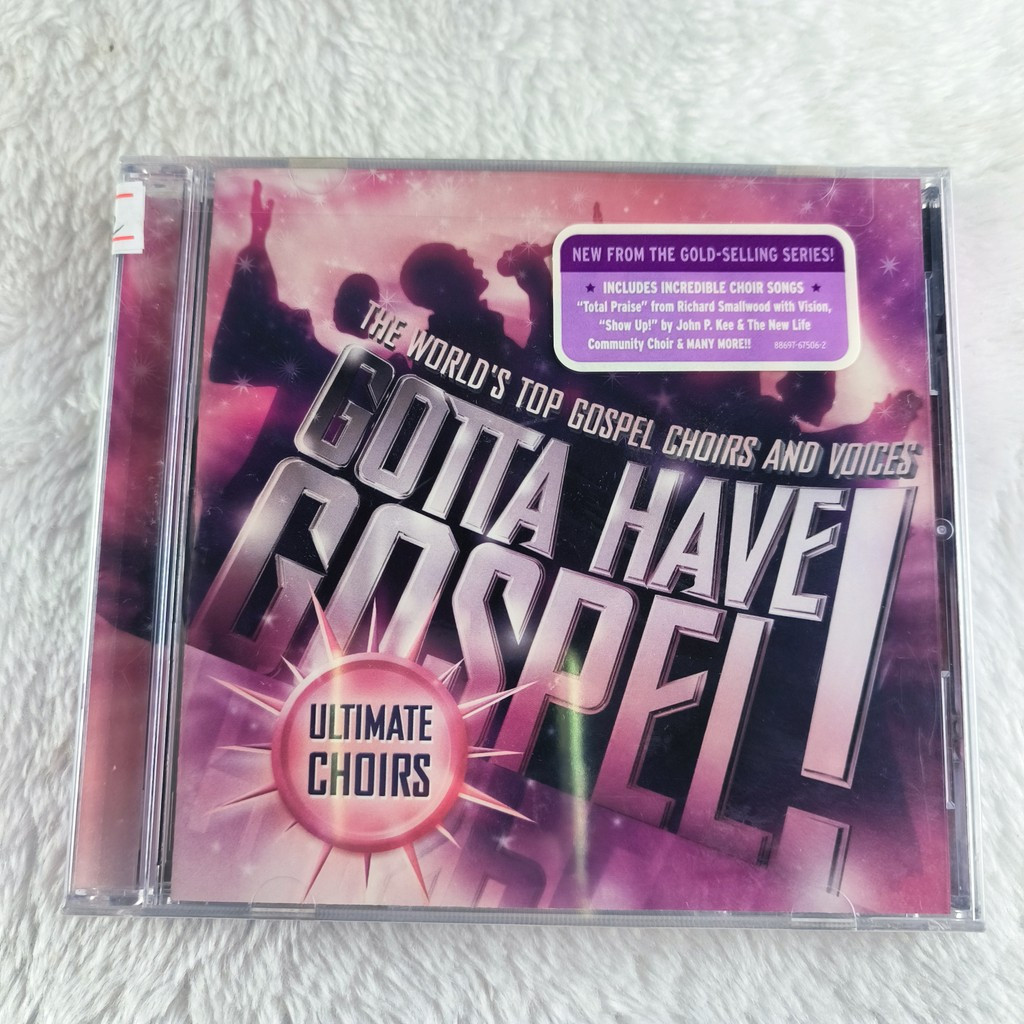 NEW FROM THE GOLD-SELLING SERIES!
★ INCLUDES INCREDIBLE CHOIR SONGS ★
"Total Praise" from Richard Smallwood with Vision,
"Show Up!" by John P. Kee & The New Life
Community Choir & MANY MORE!!
88697-67506-2
THE WORLD'S TOP GOSPEL CHOIRS AND VOICES
GOTTA HAVE
GOSPEL!
ULTIMATE
CHOIRS